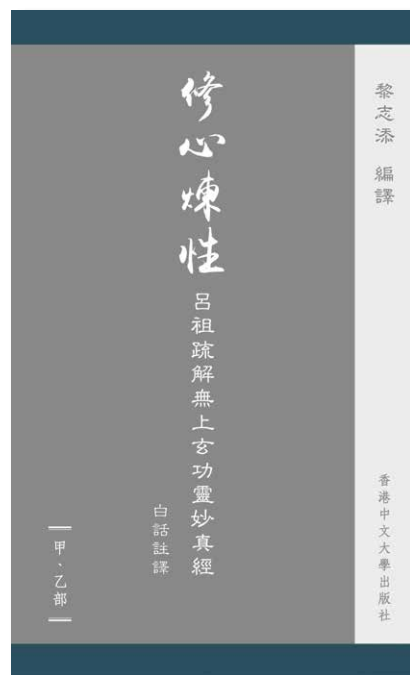 黎志添 編譯
香港中文大學出版社
修心煉性
呂祖疏解無上玄功靈妙真經
白話註譯
甲、乙部